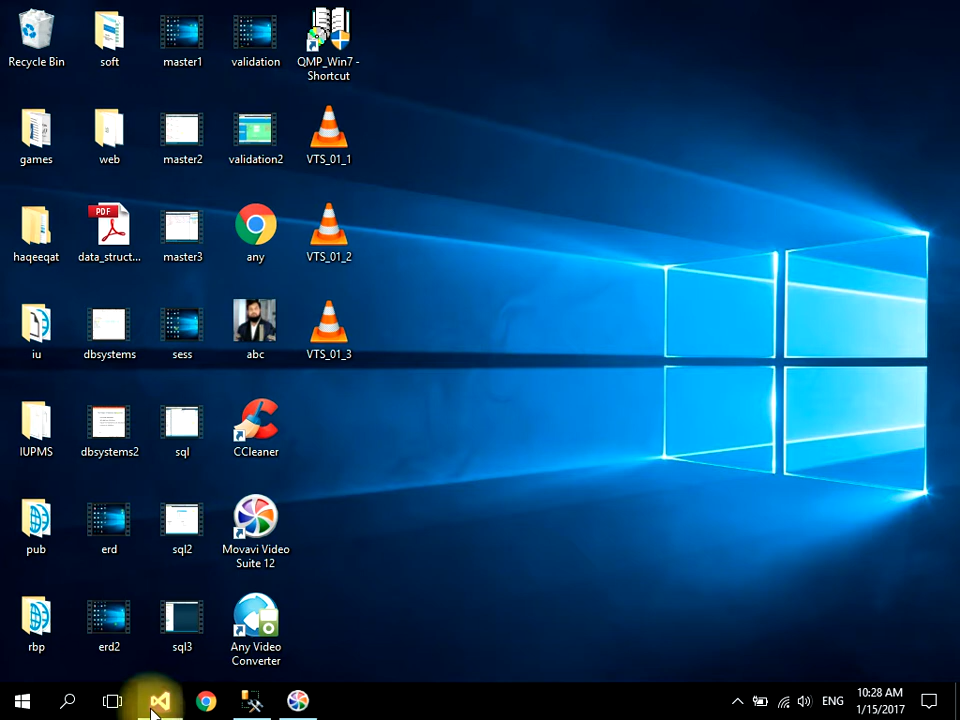 Recycle Bin
soft
master1
validation
QMP_Win7 -
Shortcut
games
web
master2
validation2
VTS_01_1
haqeeqat
PDF
data_struct...
master3
any
VTS_01_2
iu
dbsystems
sess
abc
VTS_01_3
IUPMS
dbsystems2
sql
CCleaner
pub
erd
sql2
Movavi Video
Suite 12
rbp
erd2
sql3
Any Video
Converter
ENG
10:28 AM
1/15/2017